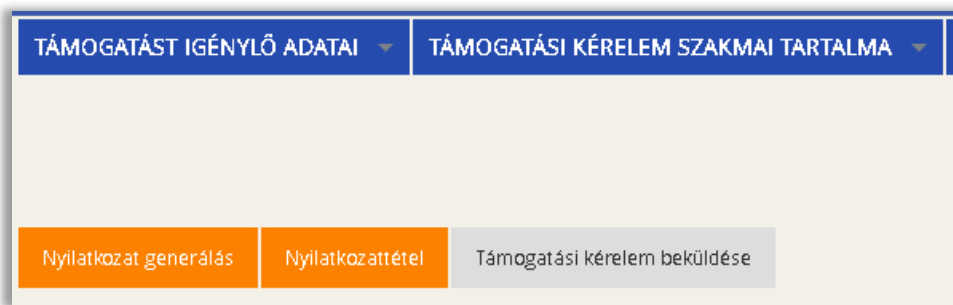 TÁMOGATÁST IGÉNYLŐ ADATAI TÁMOGATÁSI KÉRELEM SZAKMAI TARTALMA
Nyilatkozat generálás Nyilatkozattétel Támogatási kérelem beküldése